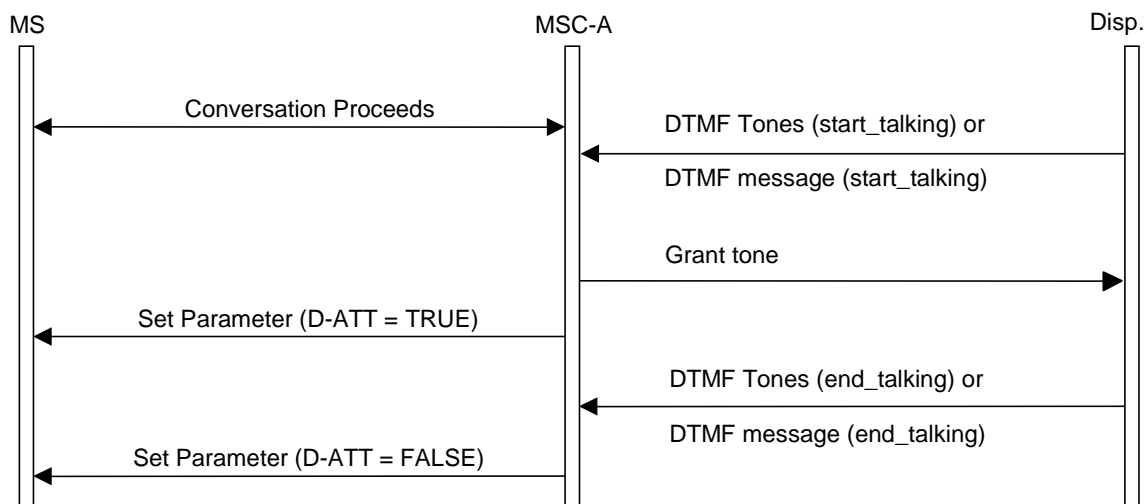 MS
MSC-A
Disp.
Conversation Proceeds
DTMF Tones (start_talking) or
DTMF message (start_talking)
Grant tone
Set Parameter (D-ATT = TRUE)
DTMF Tones (end_talking) or
DTMF message (end_talking)
Set Parameter (D-ATT = FALSE)